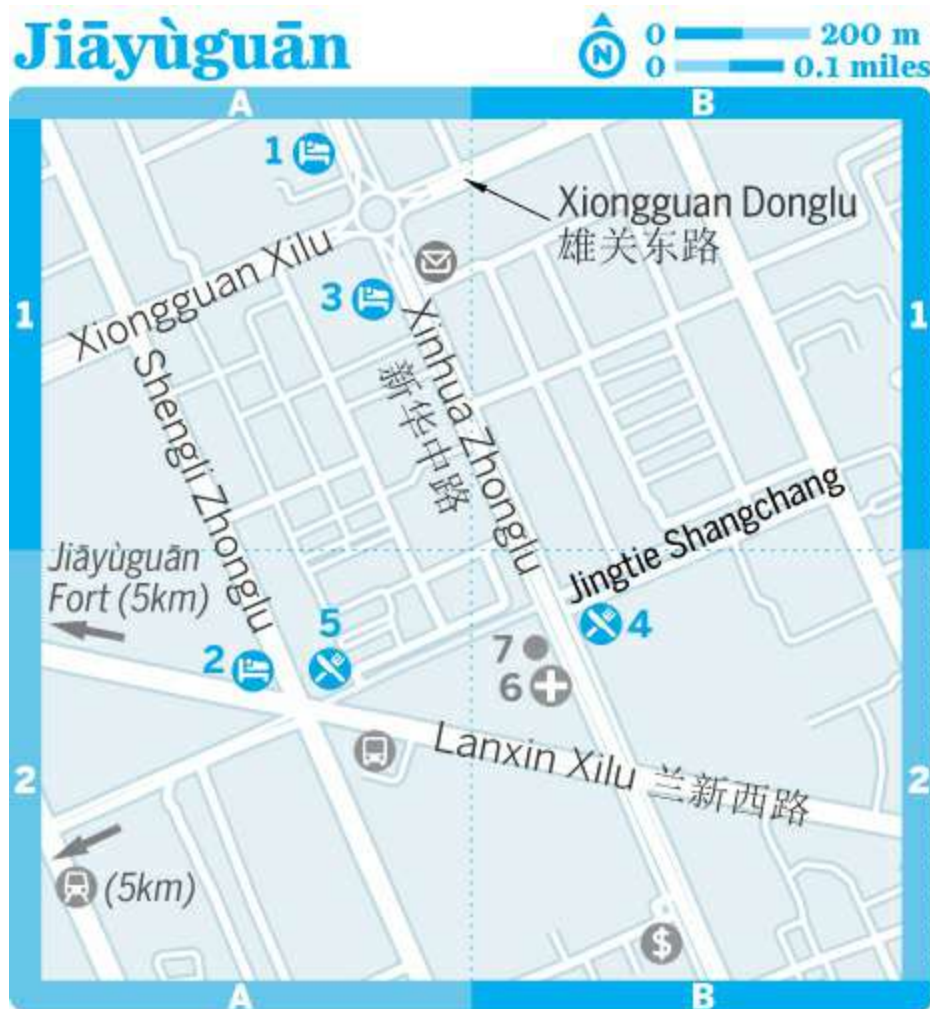 Jiāyùguān
N
0 200 m
0 0.1 miles
A B
1
Xiongguan Donglu
雄关东路
Xiongguan Xilu
3
1 1
Xinhua Zhonglu
新华中路
Shengli Zhonglu
Jingtie Shangchang
Jiāyùguān
Fort (5km)
5
4
2
7
6
Lanxin Xilu 兰新西路
2 2
(5km)
$
A B